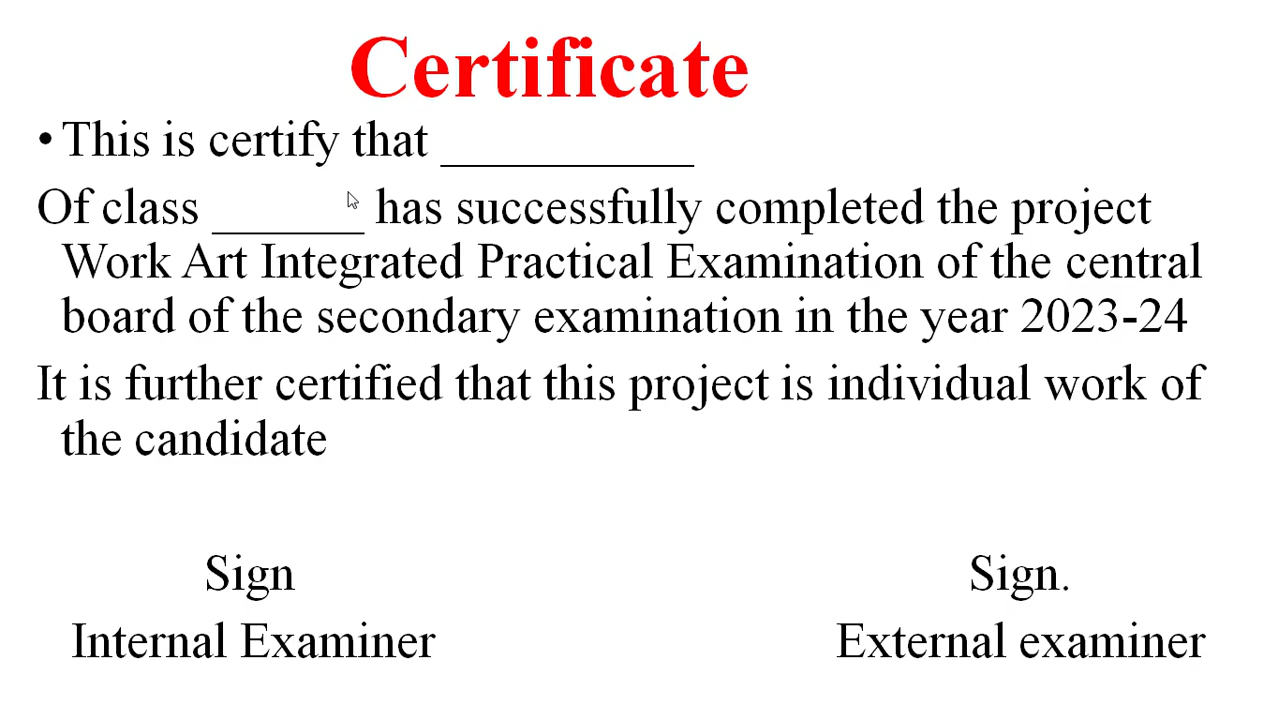 Certificate
• This is certify that __________
Of class ______ has successfully completed the project
Work Art Integrated Practical Examination of the central
board of the secondary examination in the year 2023-24
It is further certified that this project is individual work of
the candidate
Sign Sign.
Internal Examiner External examiner